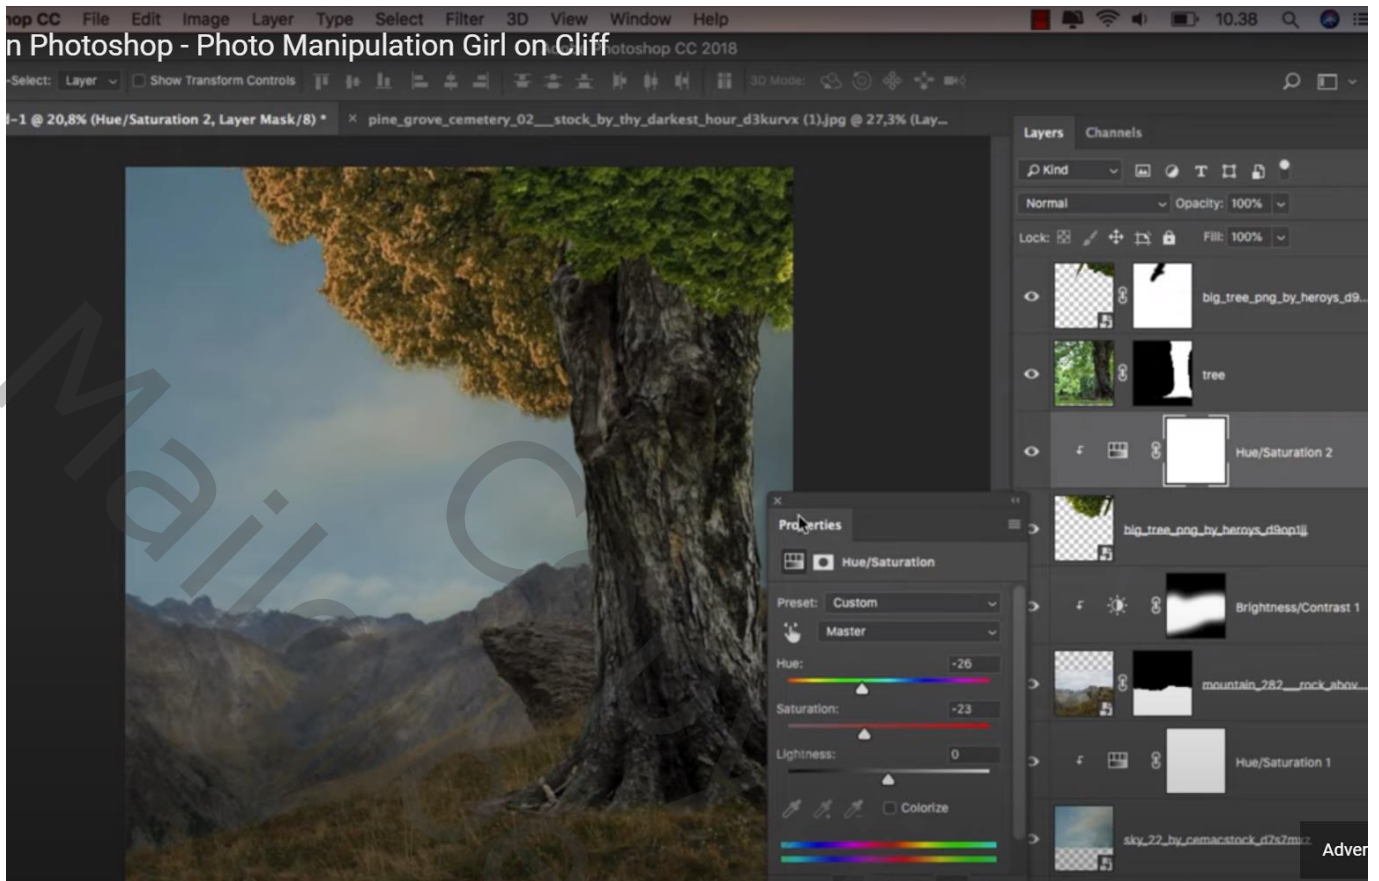 hop CC File Edit Image Layer Type Select Filter 3D View Window Help 10.38
n Photoshop - Photo Manipulation Girl on Cliff
Photoshop CC 2018
-Select: Layer Show Transform Controls 3D Mode:
d-1 @ 20,8% (Hue/Saturation 2, Layer Mask/8) * × pine_grove_cemetery_02___stock_by_thy_darkest_hour_d3kurvx (1).jpg @ 27,3% (Lay...
Layers Channels
Kind
Normal Opacity: 100%
Lock: Fill: 100%
big_tree_png_by_heroys_d9...
tree
Hue/Saturation 2
Properties
big_tree_png_by_heroys_d9op1jj
Hue/Saturation
Preset: Custom
Brightness/Contrast 1
Master
Hue: -26
mountain_282___rock_abov...
Saturation: -23
Lightness: 0
Hue/Saturation 1
Colorize
sky_22_by_cemacstock_d7s7mxz
Adver